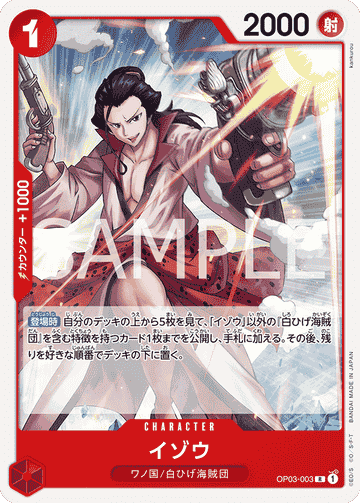 1
2000
射
kankurou
カウンター +1000
SAMPLE
登場時 自分のデッキの上から5枚を見て、「イゾウ」以外の『白ひげ海賊
団』を含む特徴を持つカード1枚までを公開し、手札に加える。その後、残
りを好きな順番でデッキの下に置く。
CHARACTER
イゾウ
ワノ国/白ひげ海賊団
OP03-003 R 1
©E.O/S ©O./S・F・T BANDAI MADE IN JAPAN